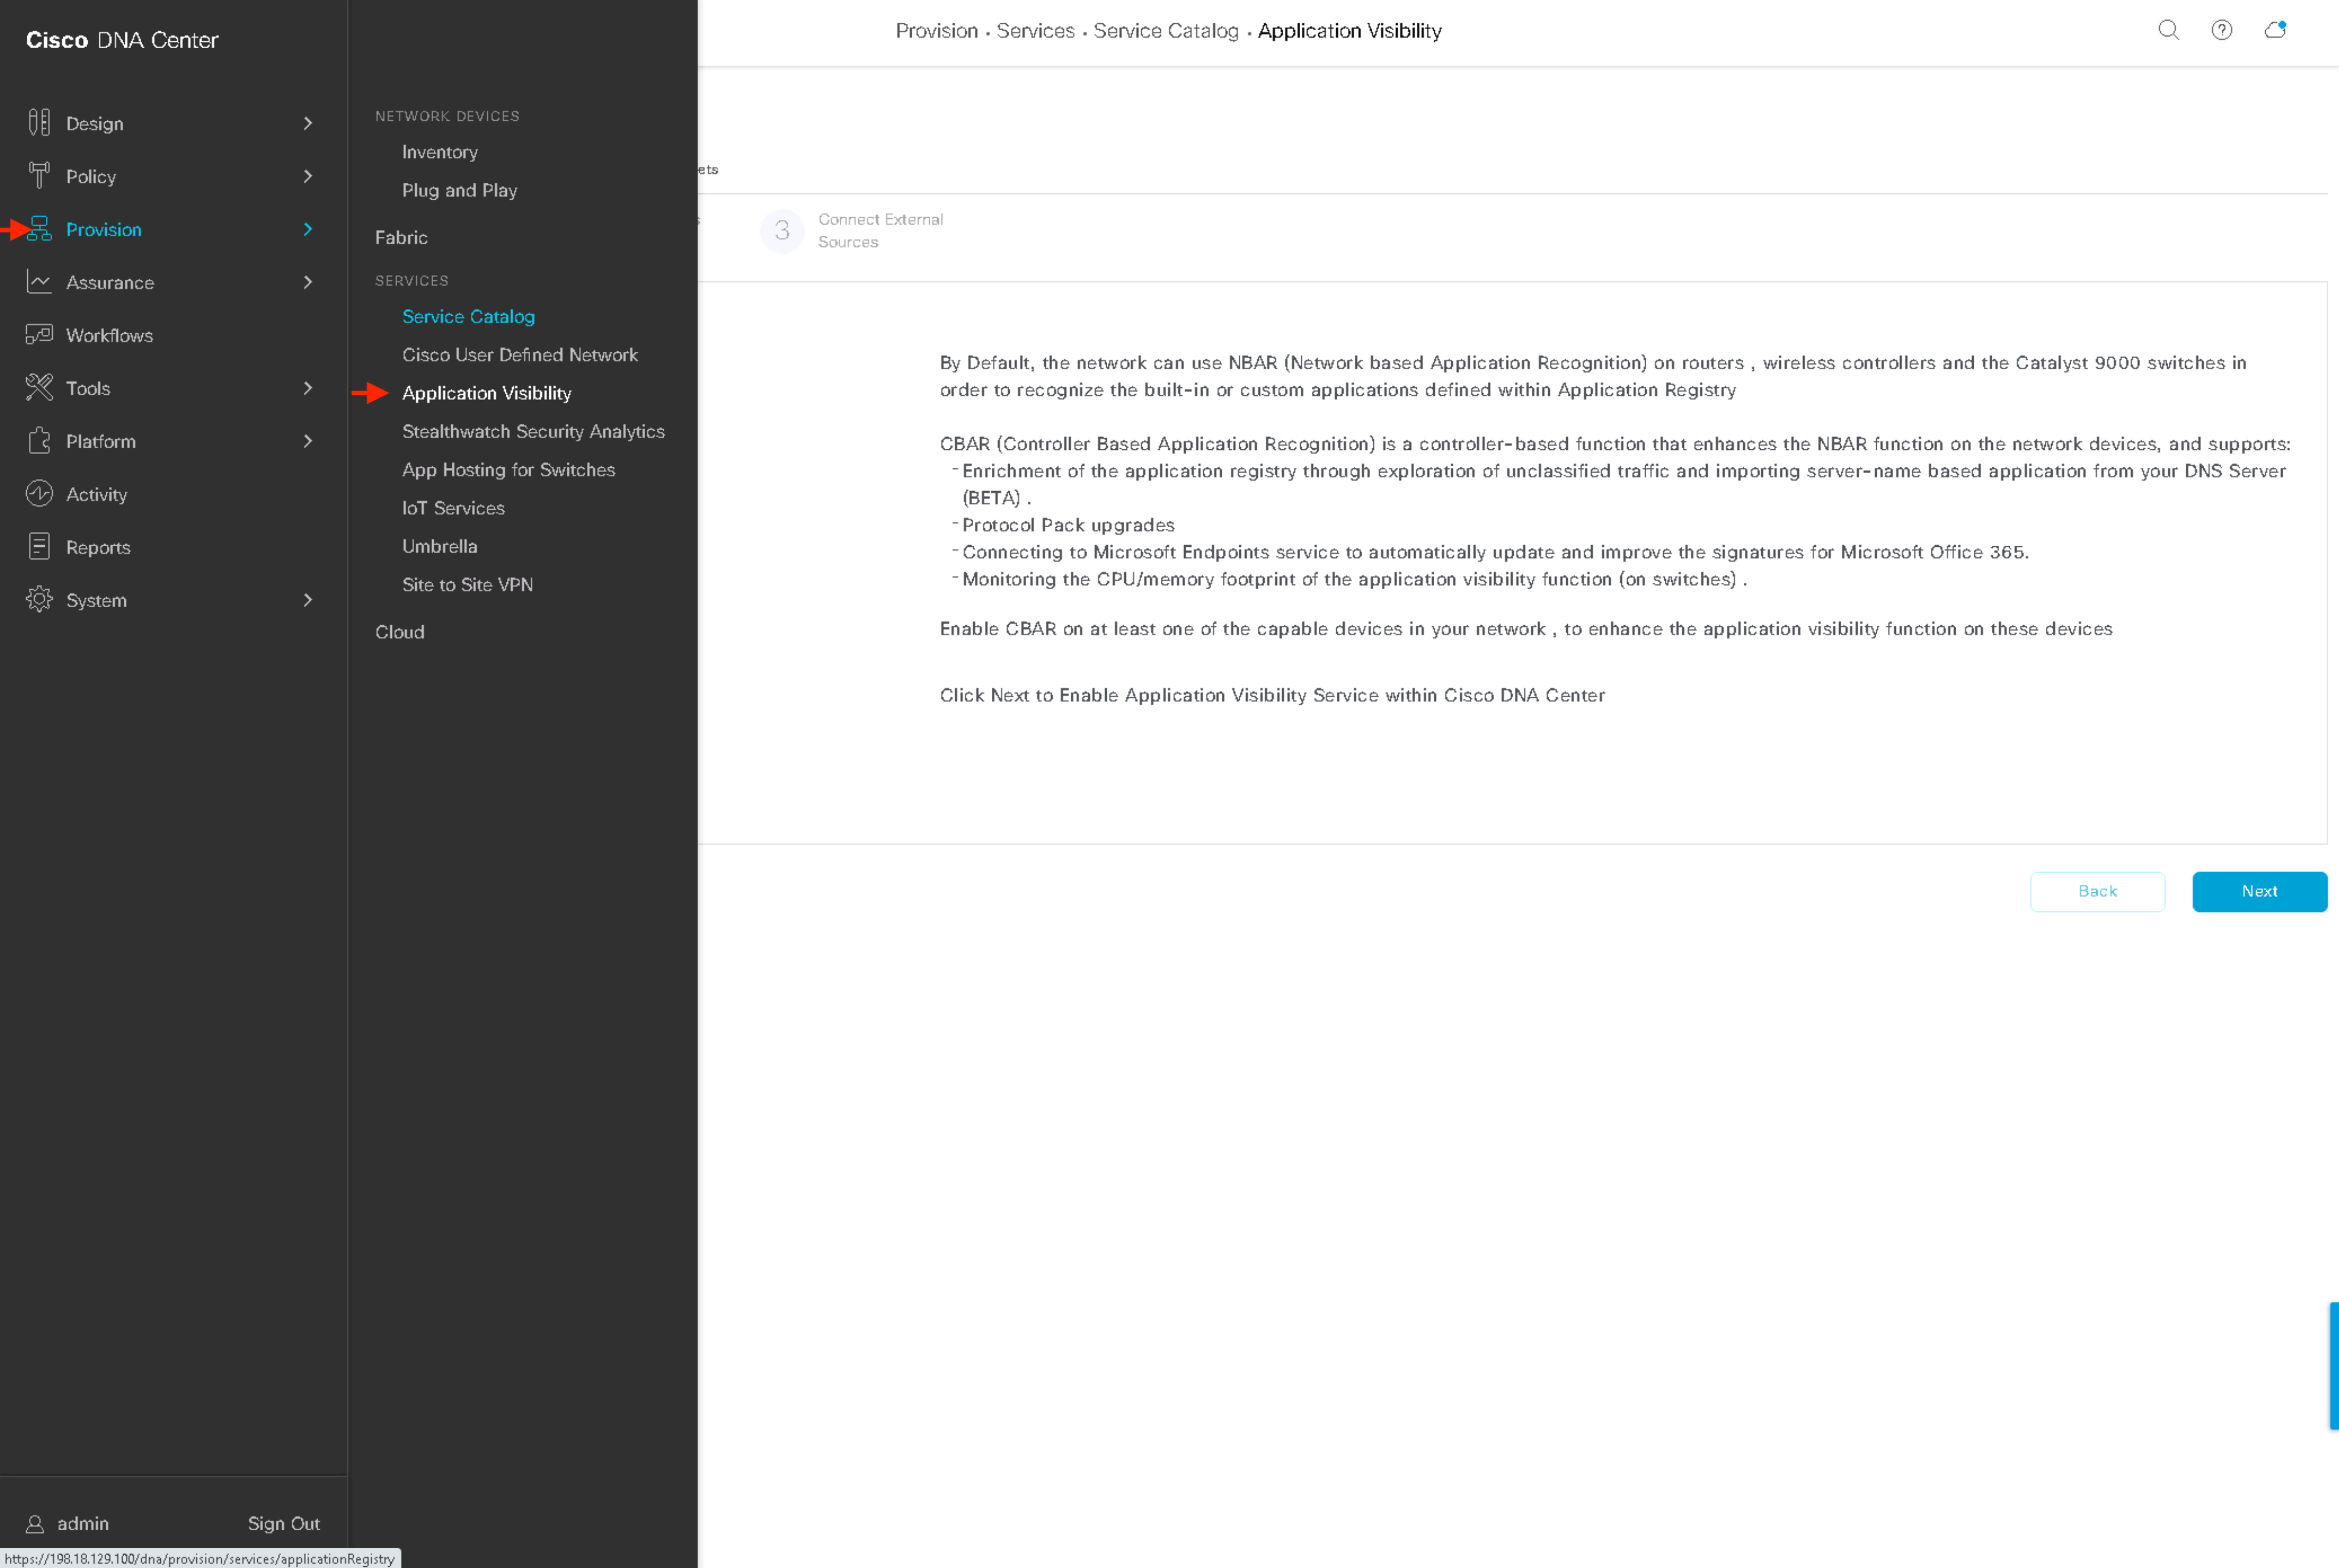 Cisco DNA Center
Design
Policy
Provision
Assurance
Workflows
Tools
Platform
Activity
Reports
System
admin
Sign Out
https://198.18.129.100/dna/provision/services/applicationRegistry
NETWORK DEVICES
Inventory
Plug and Play
Fabric
SERVICES
Service Catalog
Cisco User Defined Network
Application Visibility
Stealthwatch Security Analytics
App Hosting for Switches
IoT Services
Umbrella
Site to Site VPN
Cloud
Provision · Services · Service Catalog · Application Visibility
ets
3
Connect External
Sources
By Default, the network can use NBAR (Network based Application Recognition) on routers , wireless controllers and the Catalyst 9000 switches in
order to recognize the built-in or custom applications defined within Application Registry
CBAR (Controller Based Application Recognition) is a controller-based function that enhances the NBAR function on the network devices, and supports:
-Enrichment of the application registry through exploration of unclassified traffic and importing server-name based application from your DNS Server
(BETA) .
-Protocol Pack upgrades
-Connecting to Microsoft Endpoints service to automatically update and improve the signatures for Microsoft Office 365.
-Monitoring the CPU/memory footprint of the application visibility function (on switches) .
Enable CBAR on at least one of the capable devices in your network , to enhance the application visibility function on these devices
Click Next to Enable Application Visibility Service within Cisco DNA Center
Back
Next